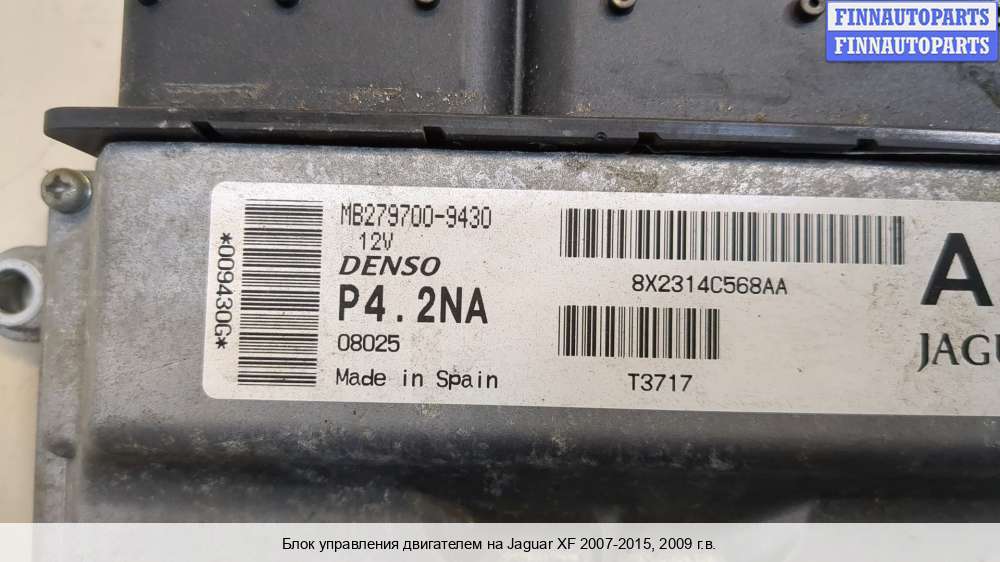 FINNAUTOPARTS
FINNAUTOPARTS
*009430G*
MB279700-9430
12V
DENSO
P4.2NA
08025
Made in Spain
8X2314C568AA
T3717
A
JAGU
Блок управления двигателем на Jaguar XF 2007-2015, 2009 г.в.